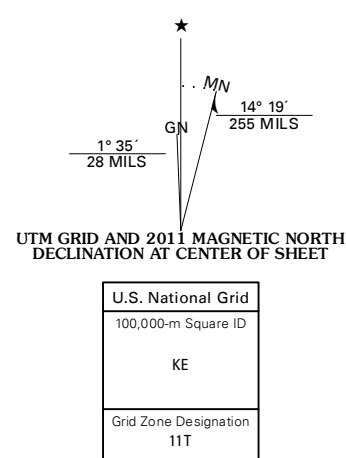 ★
MN
GN
1° 35´
28 MILS
14° 19´
255 MILS
UTM GRID AND 2011 MAGNETIC NORTH
DECLINATION AT CENTER OF SHEET
U.S. National Grid
100,000-m Square ID
KE
Grid Zone Designation
11T